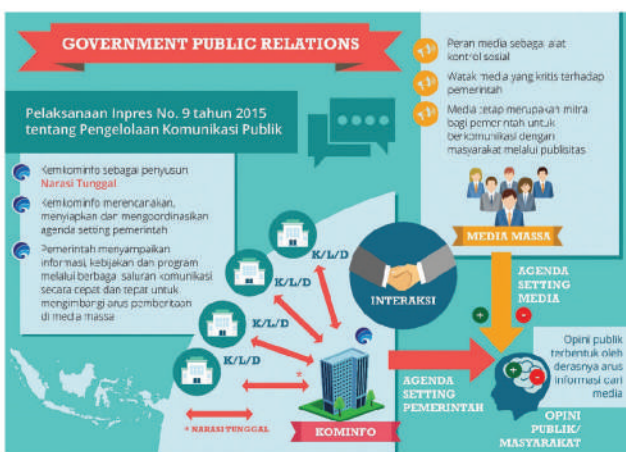 GOVERNMENT PUBLIC RELATIONS
Pelaksanaan Inpres No. 9 tahun 2015
tentang Pengelolaan Komunikasi Publik
Kemkominfo sebagai penyusun
Narasi Tunggal
Kemkominfo merencanakan,
menyiapkan dan mengoordinasikan
agenda setting pemerintah
Pemerintah menyampaikan
informasi, kebijakan dan program
melalui berbaga saluran komunikasi
secara cepat dan tepat untuk
mengimbangi arus pemberitaan
di media massa
Peran media sebagai alat
kontrol sosial
Watak media yang kritis terhadap
pemerintah
Media tetap merupakan mitra
bagi pemerintah untuk
berkomunikasi dengan
masyarakat melalui publisitas
MEDIA MASSA
K/L/D
K/L/D
K/L/D
K/L/D
INTERAKSI
AGENDA
SETTING
MEDIA
+
-
*
* NARASI TUNGGAL
KOMINFO
AGENDA
SETTING
PEMERINTAH
+
-
Opini publik
terbentuk oleh
derasnya arus
informasi dari
media
OPINI
PUBLIK/
MASYARAKAT